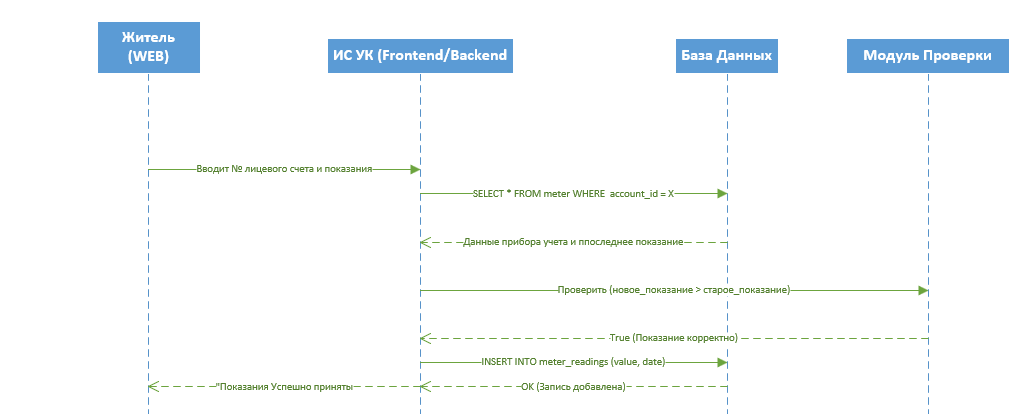 Житель
(WEB)
ИС УК (Frontend/Backend
База Данных
Модуль Проверки
Вводит № лицевого счета и показания
SELECT * FROM meter WHERE account_id = X
Данные прибора учета и ппоследнее показание
Проверить (новое_показание > старое_показание)
True (Показание корректно)
INSERT INTO meter_readings (value, date)
"Показания Успешно приняты
OK (Запись добавлена)